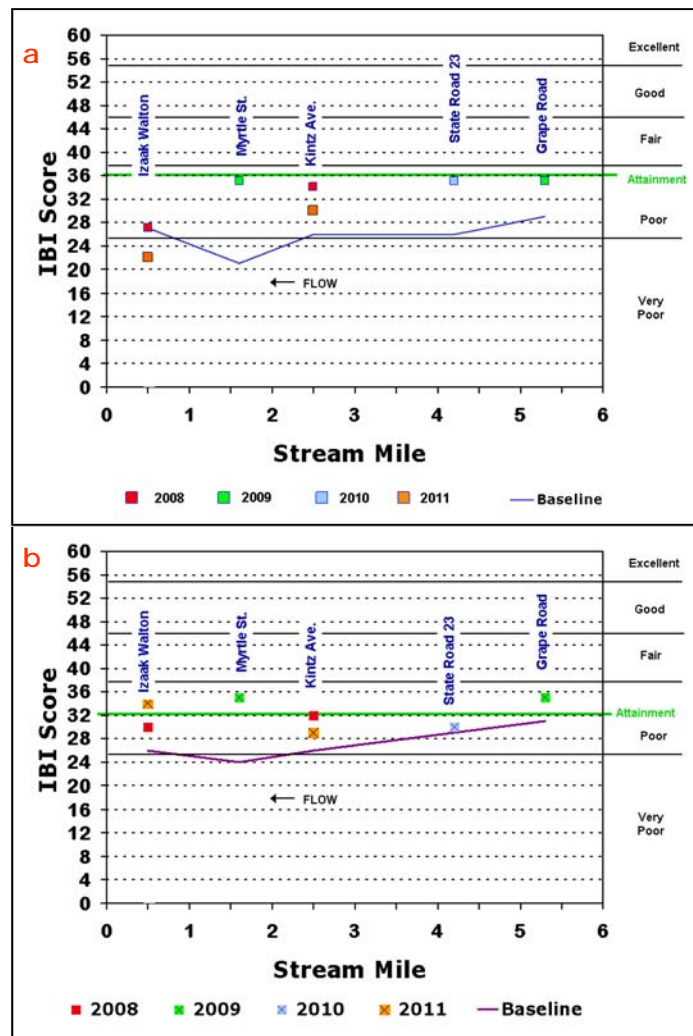 a
60
56
52
48
44
40
36
32
28
24
20
16
12
8
4
0
IBI Score
Izaak Walton
Myrtle St.
Kintz Ave.
State Road 23
Grape Road
Excellent
Good
Fair
Attainment
Poor
Very
Poor
FLOW
0 1 2 3 4 5 6
Stream Mile
2008 2009 2010 2011 Baseline
b
60
56
52
48
44
40
36
32
28
24
20
16
12
8
4
0
IBI Score
Izaak Walton
Myrtle St.
Kintz Ave.
State Road 23
Grape Road
Excellent
Good
Fair
Attainment
Poor
Very
Poor
FLOW
0 1 2 3 4 5 6
Stream Mile
2008 2009 2010 2011 Baseline